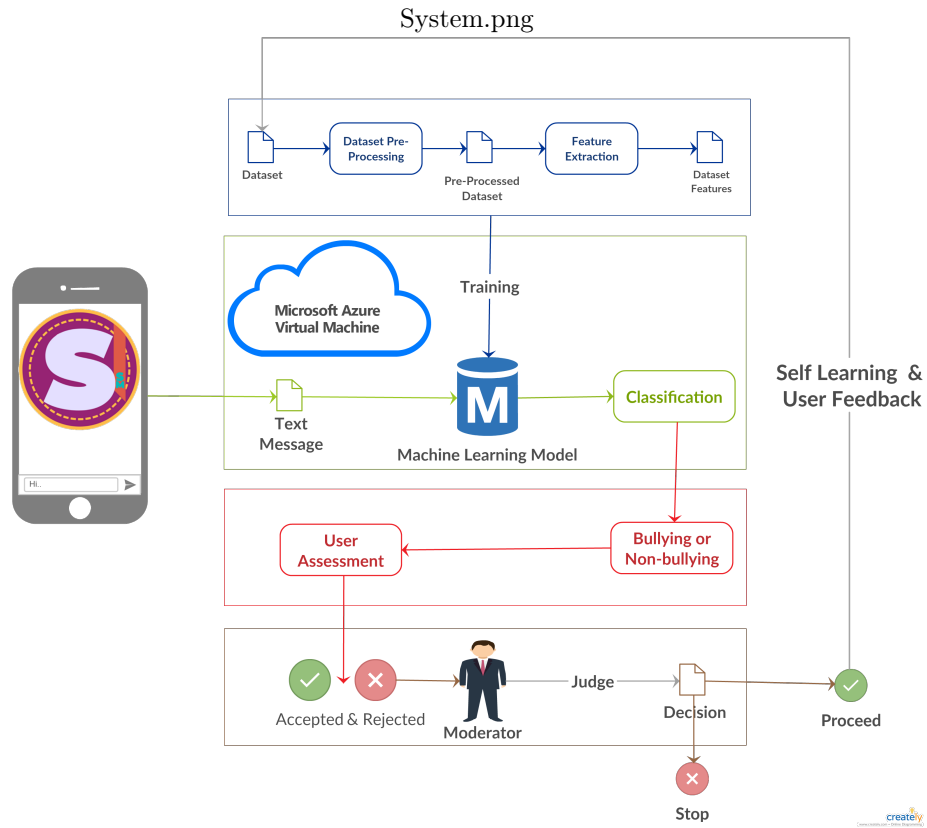 System.png
Dataset Pre-
Processing
Feature
Extraction
Dataset
Pre-Processed
Dataset
Dataset
Features
Training
Microsoft Azure
Virtual Machine
S
M
Classification
Text
Message
Machine Learning Model
Self Learning &
User Feedback
Hi..
User
Assessment
Bullying or
Non-bullying
Judge
Accepted & Rejected
Moderator
Decision
Proceed
Stop
creately